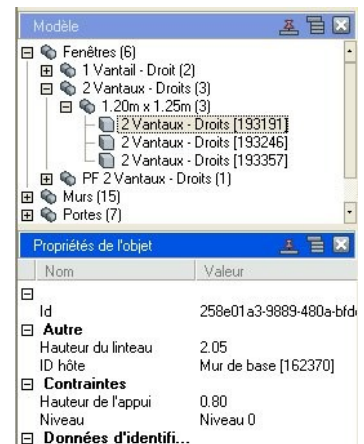 Modèle
Fenêtres (6)
1 Vantail - Droit (2)
2 Vantaux - Droits (3)
1.20m x 1.25m (3)
2 Vantaux - Droits [193191]
2 Vantaux - Droits [193246]
2 Vantaux - Droits [193357]
PF 2 Vantaux - Droits (1)
Murs (15)
Portes (7)
Propriétés de l'objet
Nom Valeur
Id 258e01a3-9889-480a-bfd
Autre
Hauteur du linteau 2.05
ID hôte Mur de base [162370]
Contraintes
Hauteur de l'appui 0.80
Niveau Niveau 0
Données d'identifi...